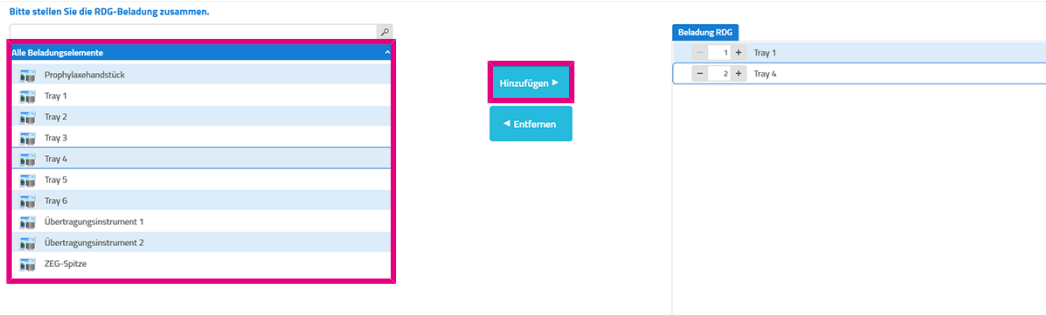 Bitte stellen Sie die RDG-Beladung zusammen.
Alle Beladungselemente
Prophylaxehandstück
Tray 1
Tray 2
Tray 3
Tray 4
Tray 5
Tray 6
Übertragungsinstrument 1
Übertragungsinstrument 2
ZEG-Spitze
Hinzufügen ►
◄ Entfernen
Beladung RDG
− 1 + Tray 1
− 2 + Tray 4